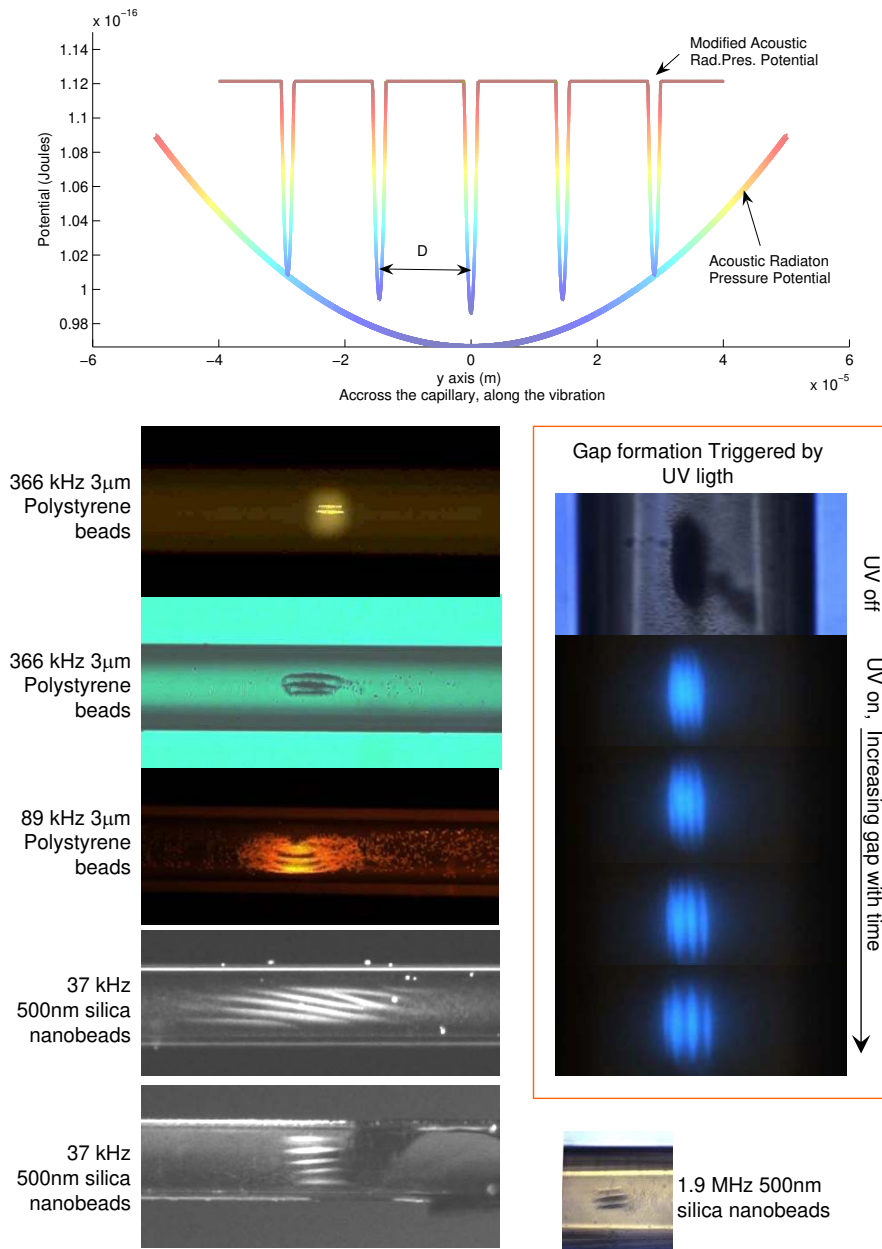 x 10⁻¹⁶
1.14
1.12
1.1
1.08
1.06
1.04
1.02
1
0.98
Potential (Joules)
Modified Acoustic
Rad.Pres. Potential
D
Acoustic Radiaton
Pressure Potential
−6
−4
−2
0
2
4
6
y axis (m)
x 10⁻⁵
Accross the capillary, along the vibration
366 kHz 3µm
Polystyrene
beads
366 kHz 3µm
Polystyrene
beads
89 kHz 3µm
Polystyrene
beads
37 kHz
500nm silica
nanobeads
37 kHz
500nm silica
nanobeads
Gap formation Triggered by
UV ligth
UV off
UV on, Increasing gap with time
1.9 MHz 500nm
silica nanobeads